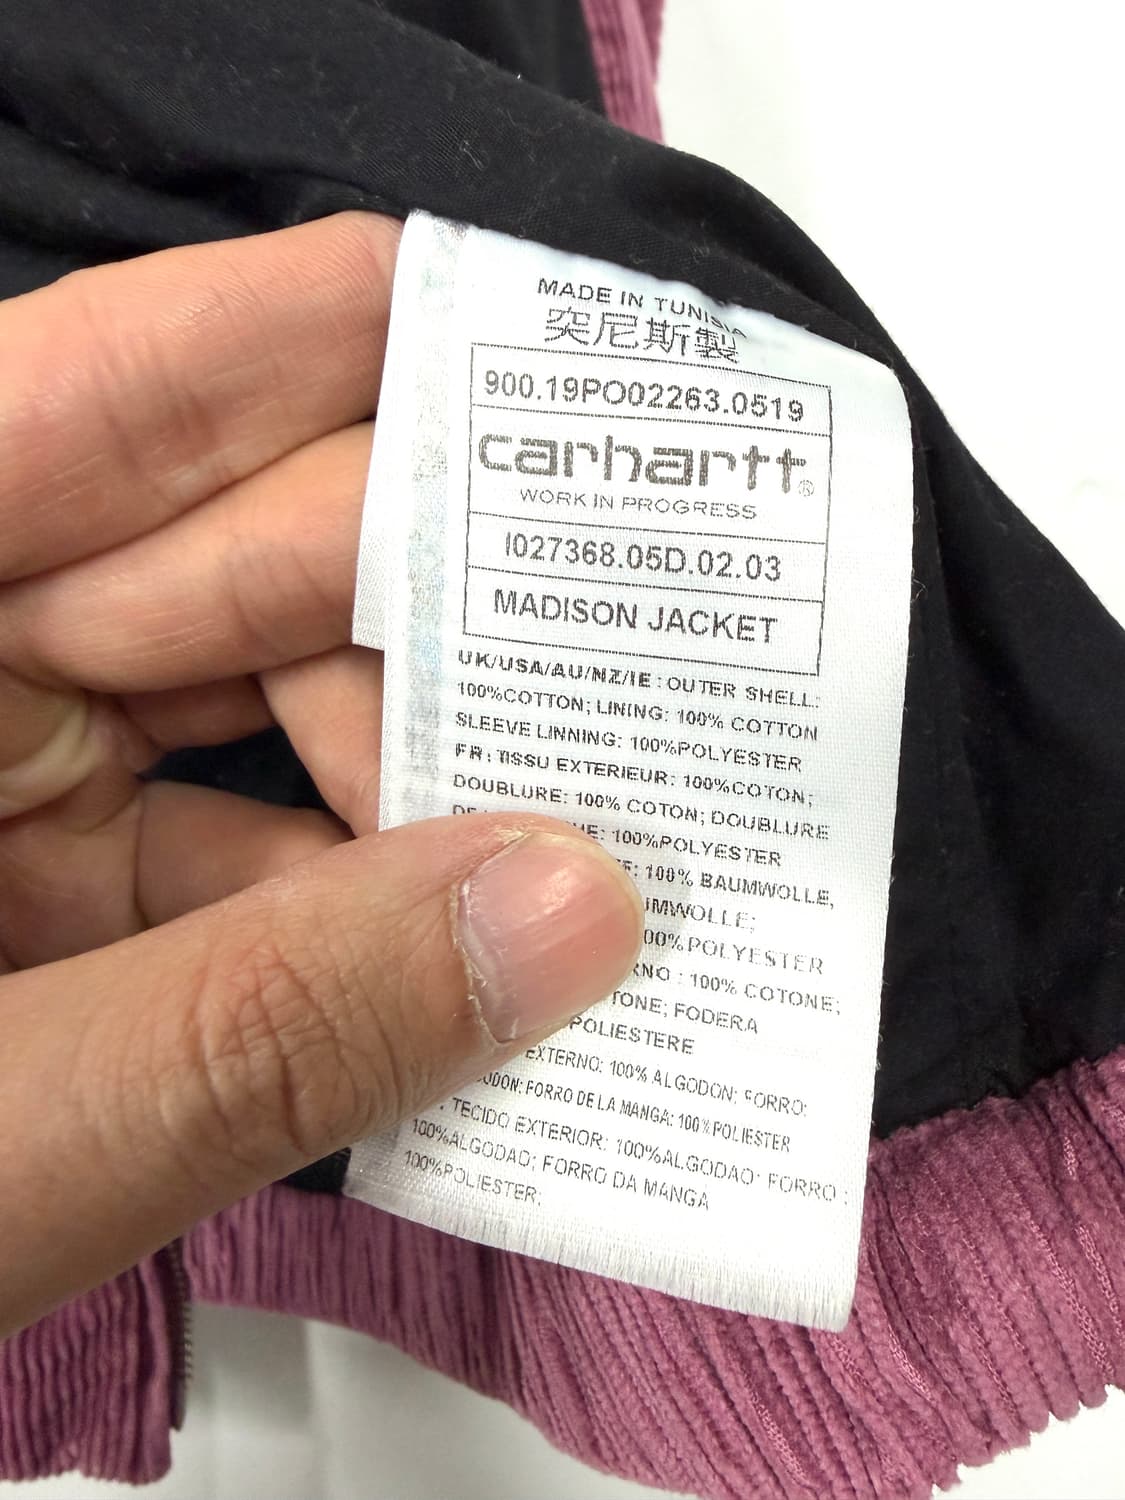 MADE IN TUNISIA
突尼斯製
900.19PO02263.0519
carhartt®
WORK IN PROGRESS
I027368.05D.02.03
MADISON JACKET
UK/USA/AU/NZ/IE : OUTER SHELL:
100%COTTON; LINING: 100% COTTON
SLEEVE LINNING: 100%POLYESTER
FR : TISSU EXTERIEUR: 100%COTON;
DOUBLURE: 100% COTON; DOUBLURE
100%POLYESTER
100% BAUMWOLLE,
UMWOLLE;
00%POLYESTER
RNO : 100% COTONE;
TONE; FODERA
POLIESTERE
EXTERNO: 100% ALGODON; FORRO:
ODON; FORRO DE LA MANGA: 100%POLIESTER
: TECIDO EXTERIOR: 100%ALGODAO; FORRO :
100%ALGODAO; FORRO DA MANGA
100%POLIESTER;